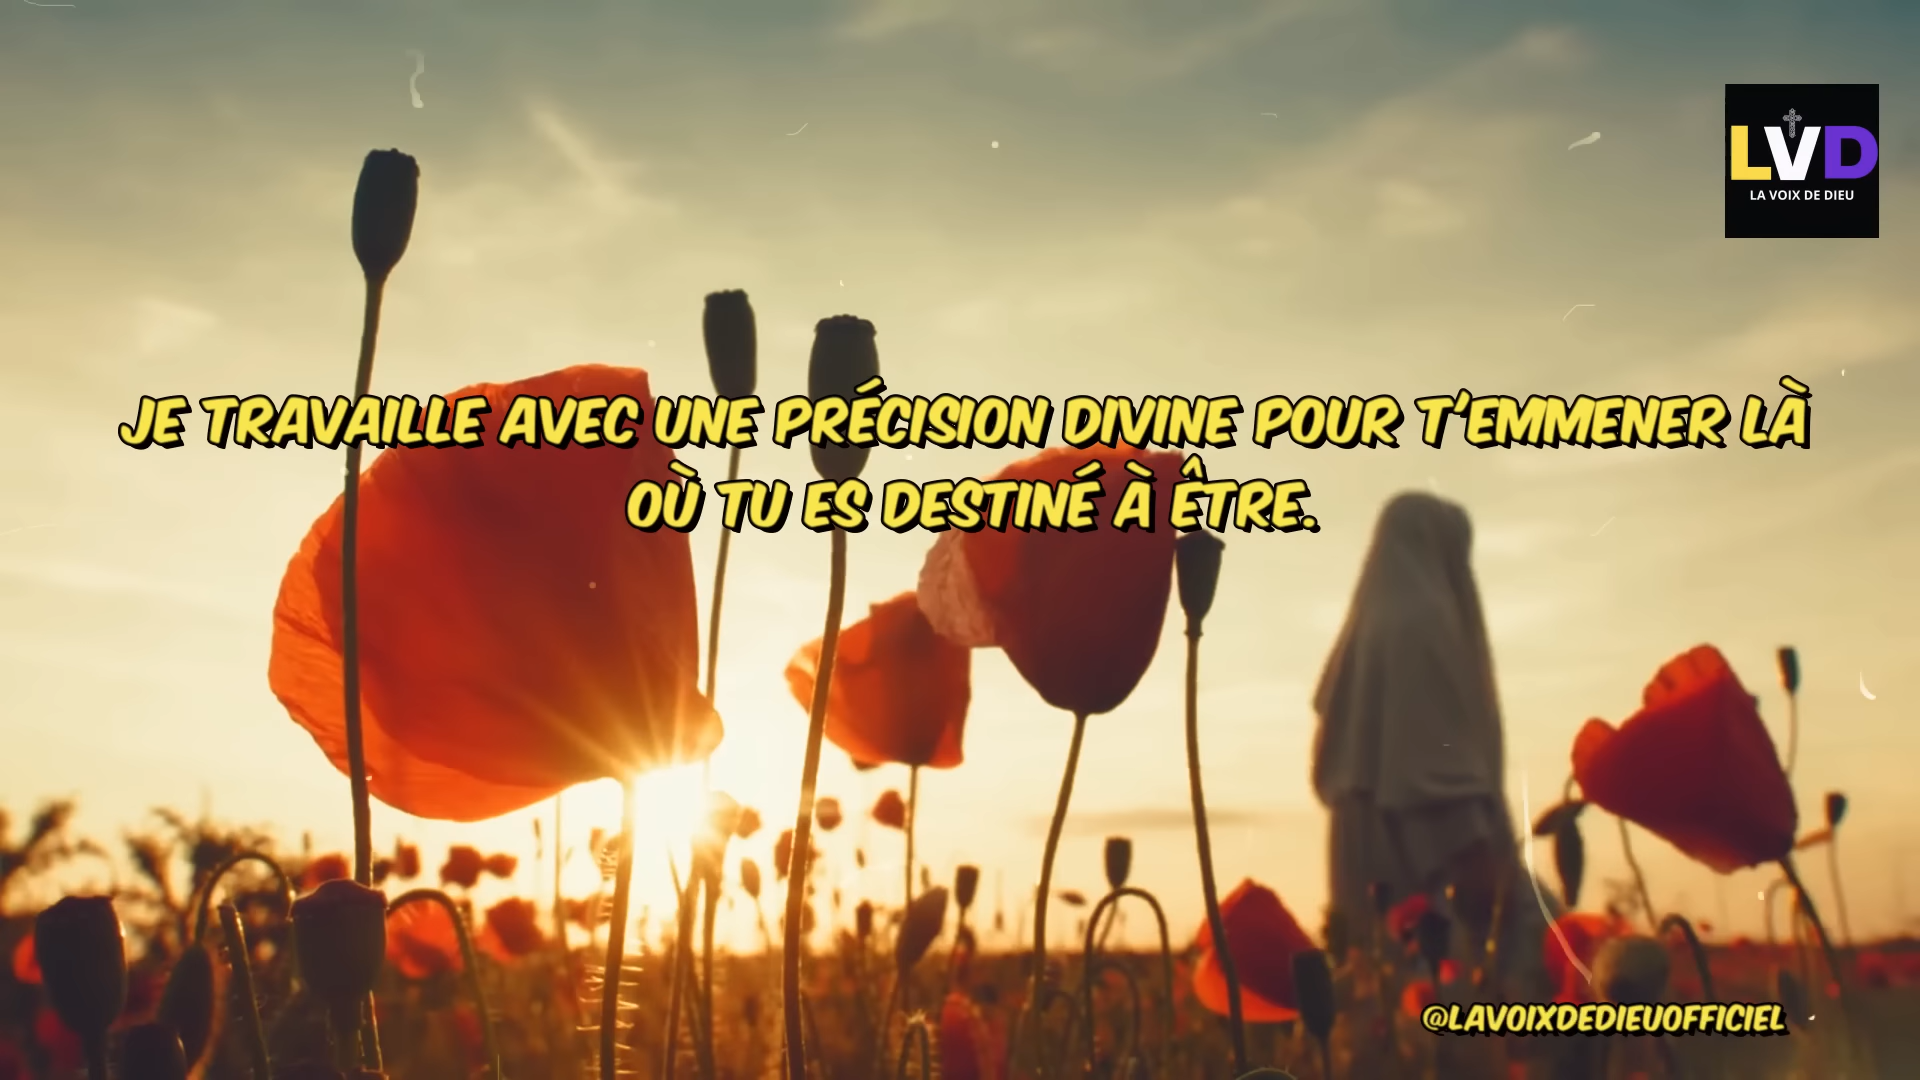 LVD
LA VOIX DE DIEU
JE TRAVAILLE AVEC UNE PRÉCISION DIVINE POUR T'EMMENER LÀ
OÙ TU ES DESTINÉ À ÊTRE.
@LAVOIXDEDIEUOFFICIEL